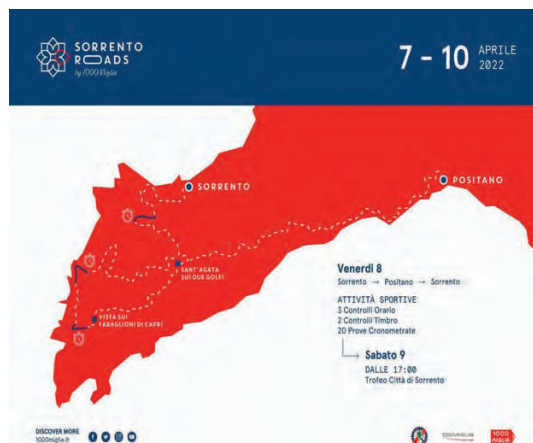 SORRENTO
ROADS
by 1000Miglia
7 - 10 APRILE
2022
SORRENTO
POSITANO
SANT'AGATA
SUI DUE GOLFI
VISTA SUI
FARAGLIONI DI CAPRI
Venerdì 8
Sorrento → Positano → Sorrento
ATTIVITÀ SPORTIVE
3 Controlli Orario
2 Controlli Timbro
20 Prove Cronometrate
Sabato 9
DALLE 17:00
Trofeo Città di Sorrento
DISCOVER MORE
1000miglia.it
1000MIGLIA
1000
MIGLIA